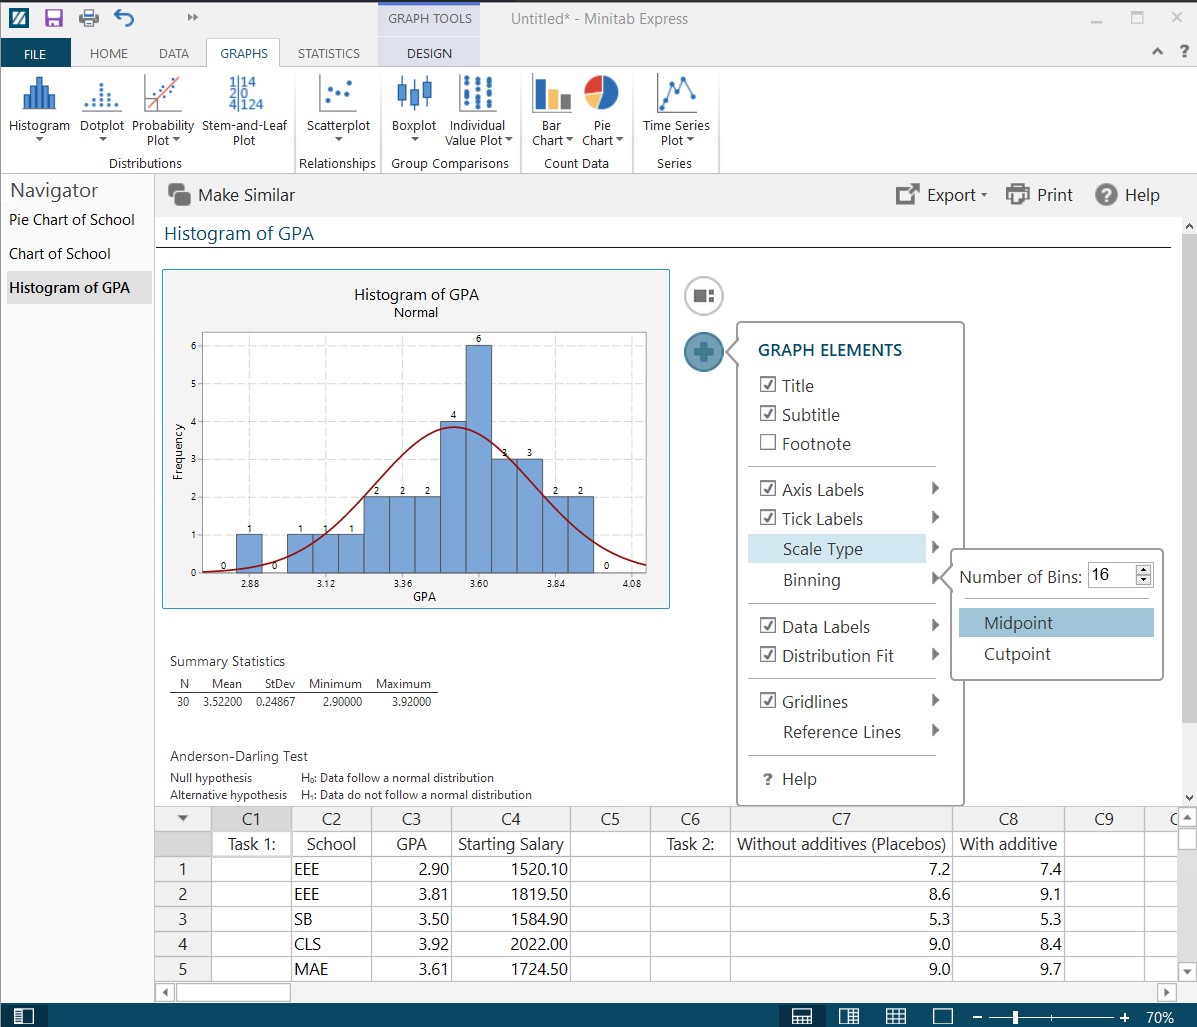 GRAPH TOOLS
Untitled* - Minitab Express
FILE HOME DATA GRAPHS STATISTICS DESIGN
?
1|14
2|0
4|124
Histogram Dotplot Probability Plot Stem-and-Leaf Plot Scatterplot Boxplot Individual Value Plot Bar Chart Pie Chart Time Series Plot
Distributions Relationships Group Comparisons Count Data Series
Navigator
Pie Chart of School
Chart of School
Histogram of GPA
Make Similar
Export
Print
? Help
Histogram of GPA
Histogram of GPA
Normal
Frequency
6
5
4
3
2
1
0
0 1 0 1 1 1 2 2 2 4 6 3 3 2 2 0
2.88 3.12 3.36 3.60 3.84 4.08
GPA
GRAPH ELEMENTS
Title
Subtitle
Footnote
Axis Labels
Tick Labels
Scale Type
Binning
Data Labels
Distribution Fit
Gridlines
Reference Lines
? Help
Number of Bins: 16
Midpoint
Cutpoint
Summary Statistics
N Mean StDev Minimum Maximum
30 3.52200 0.24867 2.90000 3.92000
Anderson-Darling Test
Null hypothesis H₀: Data follow a normal distribution
Alternative hypothesis H₁: Data do not follow a normal distribution
C1 C2 C3 C4 C5 C6 C7 C8 C9 C
Task 1: School GPA Starting Salary Task 2: Without additives (Placebos) With additive
1 EEE 2.90 1520.10 7.2 7.4
2 EEE 3.81 1819.50 8.6 9.1
3 SB 3.50 1584.90 5.3 5.3
4 CLS 3.92 2022.00 9.0 8.4
5 MAE 3.61 1724.50 9.0 9.7
70%